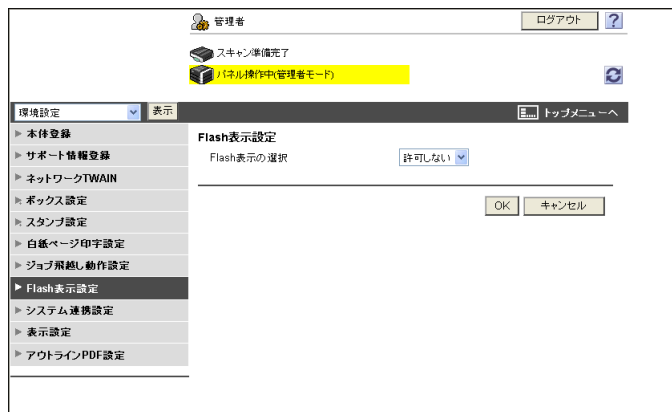 管理者
ログアウト
?
スキャン準備完了
パネル操作中(管理者モード)
環境設定
表示
トップメニューへ
本体登録
サポート情報登録
ネットワークTWAIN
ボックス設定
スタンプ設定
白紙ページ印字設定
ジョブ飛越し動作設定
Flash表示設定
システム連携設定
表示設定
アウトラインPDF設定
Flash表示設定
Flash表示の選択
許可しない
OK
キャンセル